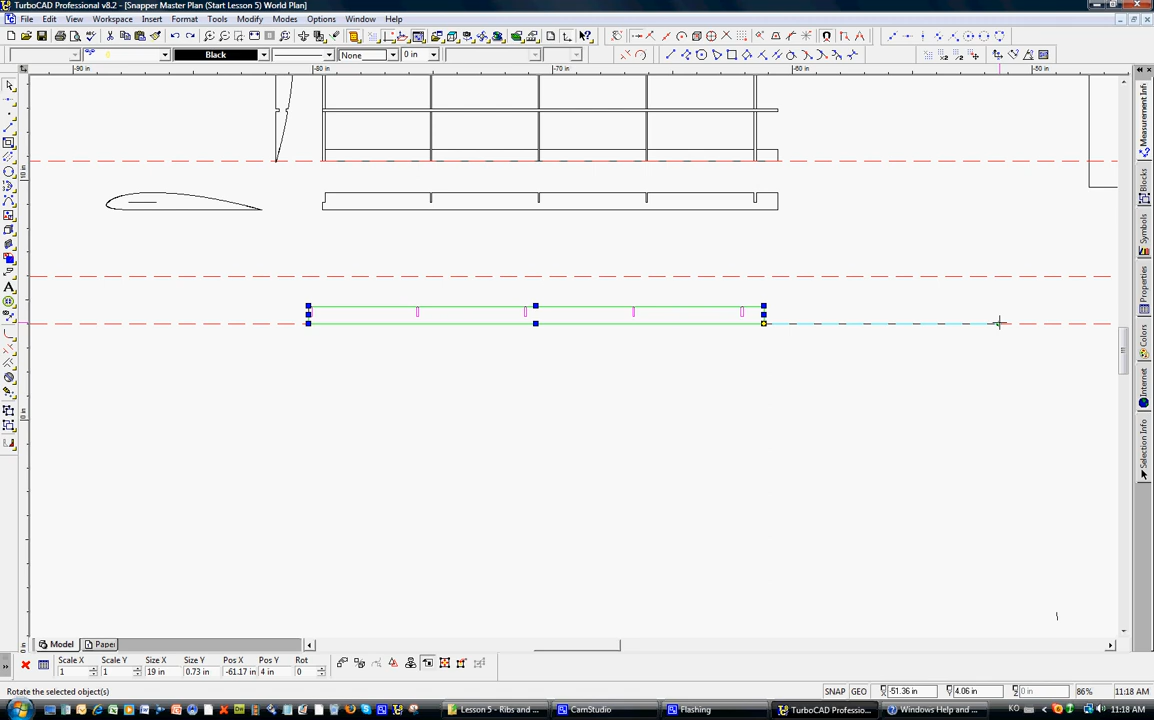 TurboCAD Professional v8.2 - [Snapper Master Plan (Start Lesson 5) World Plan]
File Edit View Workspace Insert Format Tools Modify Modes Options Window Help
Black None 0 in
-90 in -80 in -70 in -60 in -50 in
Measurement Info
Blocks
Symbols
Properties
Colors
Internet
Selection Info
10 in
0 in
Model Paper
Scale X Scale Y Size X Size Y Pos X Pos Y Rot
1 1 19 in 0.73 in -61.17 in 4 in 0
Rotate the selected object(s) SNAP GEO -51.36 in 4.06 in 0 in 86% 11:18 AM
Lesson 5 - Ribs and ... CamStudio Flashing TurboCAD Professio... Windows Help and ... KO 11:18 AM